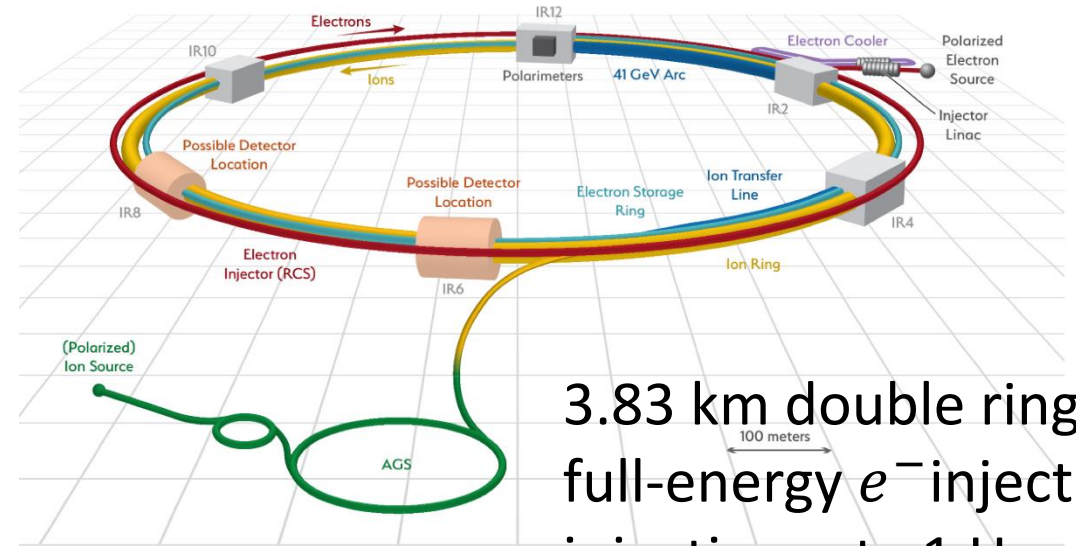 IR12
Electrons
IR10
Ions
Polarimeters
41 GeV Arc
Electron Cooler
Polarized
Electron
Source
IR2
Injector
Linac
Possible Detector
Location
Possible Detector
Location
Electron Storage
Ring
Ion Transfer
Line
IR8
IR4
Electron
Injector (RCS)
IR6
Ion Ring
(Polarized)
Ion Source
AGS
3.83 km double ring
100 meters
full-energy e⁻ inject